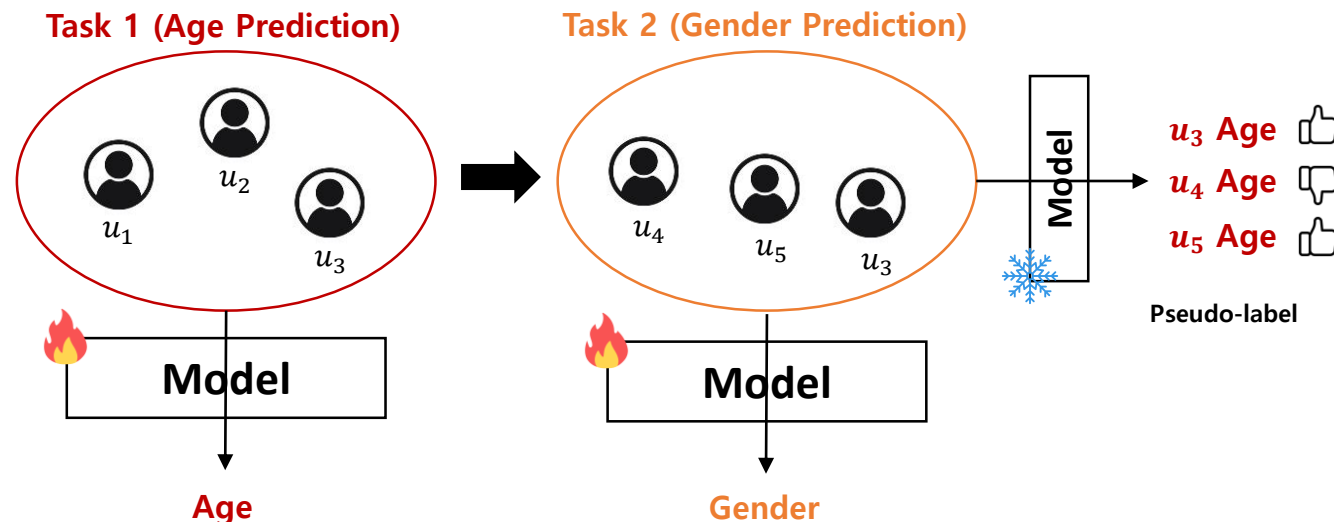 Task 1 (Age Prediction)
u₁
u₂
u₃
Model
Age
Task 2 (Gender Prediction)
u₄
u₅
u₃
Model
Gender
Model
u₃ Age
u₄ Age
u₅ Age
Pseudo-label